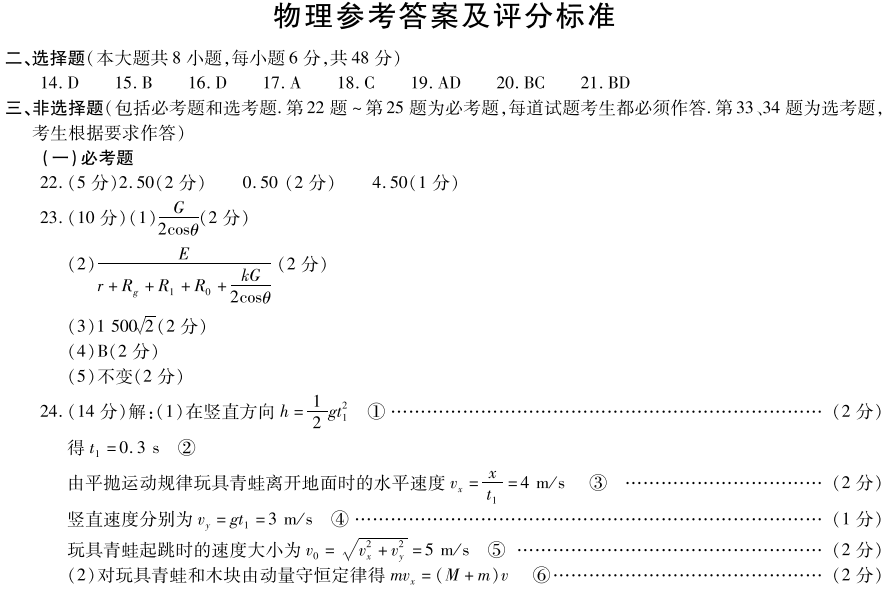 物理参考答案及评分标准
二、选择题(本大题共 8 小题,每小题 6 分,共 48 分)
14. D 15. B 16. D 17. A 18. C 19. AD 20. BC 21. BD
三、非选择题(包括必考题和选考题. 第 22 题 ~ 第 25 题为必考题,每道试题考生都必须作答. 第 33、34 题为选考题,
考生根据要求作答)
(一)必考题
22. (5 分)2.50(2 分) 0.50 (2 分) 4.50(1 分)
23. (10 分)(1)$\frac{G}{2\cos\theta}$(2 分)
(2)$\frac{E}{r+R_g+R_1+R_0+\frac{kG}{2\cos\theta}}$ (2 分)
(3)1 500$\sqrt{2}$(2 分)
(4)B(2 分)
(5)不变(2 分)
24. (14 分)解:(1)在竖直方向 $h=\frac{1}{2}gt_1^2$ ① …………………………………………………………… (2 分)
得 $t_1=0.3$ s ②
由平抛运动规律玩具青蛙离开地面时的水平速度 $v_x=\frac{x}{t_1}=4$ m/s ③ …………………………… (2 分)
竖直速度分别为 $v_y=gt_1=3$ m/s ④ …………………………………………………………………… (1 分)
玩具青蛙起跳时的速度大小为 $v_0=\sqrt{v_x^2+v_y^2}=5$ m/s ⑤ …………………………………………… (2 分)
(2)对玩具青蛙和木块由动量守恒定律得 $mv_x=(M+m)v$ ⑥……………………………………… (2 分)